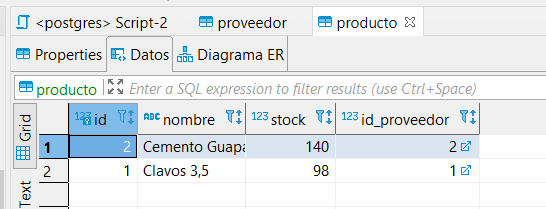 <postgres> Script-2 proveedor producto
Properties Datos Diagrama ER
producto Enter a SQL expression to filter results (use Ctrl+Space)
Grid
Text
123 id ABC nombre 123 stock 123 id_proveedor
1 2 Cemento Guapa 140 2
2 1 Clavos 3,5 98 1